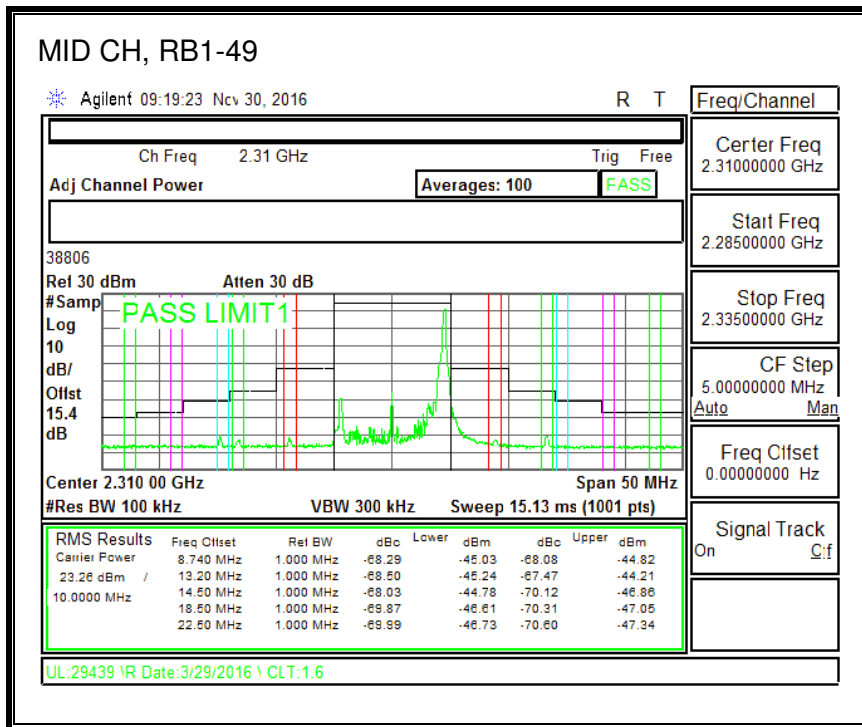 MID CH, RB1-49
Agilent 09:19:23 Nov 30, 2016 R T
Freq/Channel
Ch Freq 2.31 GHz Trig Free
Adj Channel Power Averages: 100 PASS
Center Freq
2.31000000 GHz
Start Freq
2.28500000 GHz
Stop Freq
2.33500000 GHz
CF Step
5.00000000 MHz
Auto Man
Freq Offset
0.00000000 Hz
Signal Track
On Off
38806
Ref 30 dBm Atten 30 dB
#Samp
Log
10
dB/
Offst
15.4
dB
PASS LIMIT1
Center 2.310 00 GHz Span 50 MHz
#Res BW 100 kHz VBW 300 kHz Sweep 15.13 ms (1001 pts)
RMS Results Freq Offset Ref BW dBc Lower dBm dBc Upper dBm
Carrier Power 8.740 MHz 1.000 MHz -68.29 -45.03 -68.08 -44.82
23.26 dBm / 13.20 MHz 1.000 MHz -68.50 -45.24 -67.47 -44.21
10.0000 MHz 14.50 MHz 1.000 MHz -68.03 -44.78 -70.12 -46.86
18.50 MHz 1.000 MHz -69.87 -46.61 -70.31 -47.05
22.50 MHz 1.000 MHz -69.99 -46.73 -70.60 -47.34
UL:29439 \R Date:3/29/2016 \ CLT:1.6